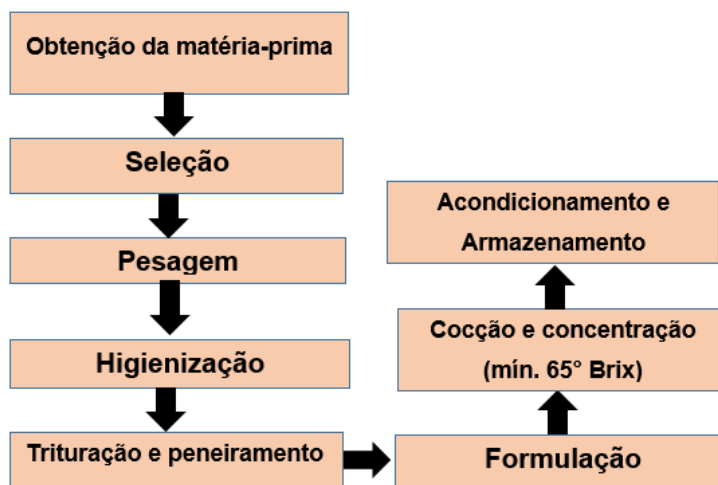 Obtenção da matéria-prima
Seleção
Pesagem
Higienização
Trituração e peneiramento
Formulação
Cocção e concentração
(mín. 65° Brix)
Acondicionamento e
Armazenamento